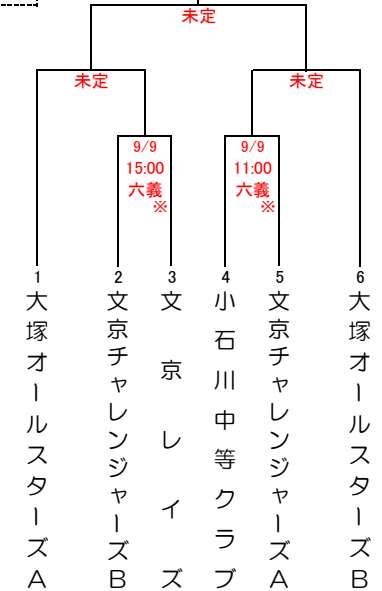 未定
未定
未定
9/9
15:00
六義
※
9/9
11:00
六義
※
1
2
3
4
5
6
大塚オールスターズA
文京チャレンジャーズB
文京レイズ
小石川中等クラブ
文京チャレンジャーズA
大塚オールスターズB